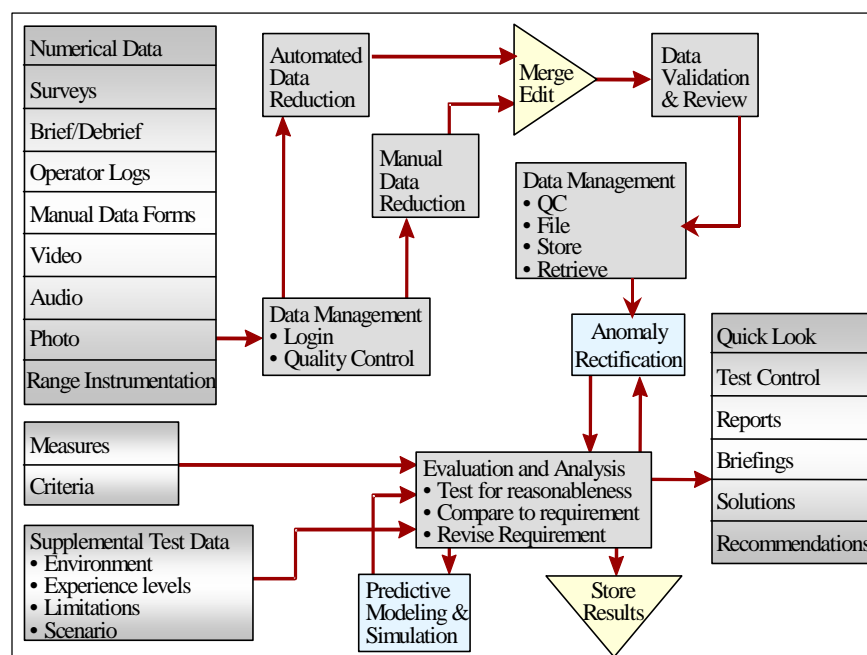 Numerical Data
Surveys
Brief/Debrief
Operator Logs
Manual Data Forms
Video
Audio
Photo
Range Instrumentation
Automated
Data
Reduction
Manual
Data
Reduction
Merge
Edit
Data
Validation
& Review
Data Management
• QC
• File
• Store
• Retrieve
Data Management
• Login
• Quality Control
Anomaly
Rectification
Quick Look
Test Control
Reports
Briefings
Solutions
Recommendations
Measures
Criteria
Evaluation and Analysis
• Test for reasonableness
• Compare to requirement
• Revise Requirement
Supplemental Test Data
• Environment
• Experience levels
• Limitations
• Scenario
Predictive
Modeling &
Simulation
Store
Results